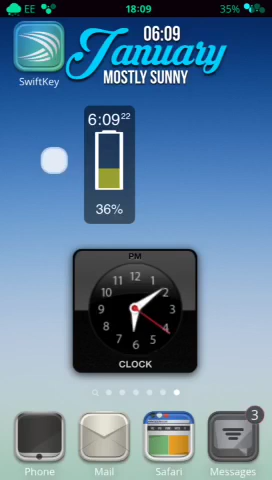 EE 18:09 35%
06:09
January
MOSTLY SUNNY
SwiftKey
6:09 22
36%
PM
12
11 1
10 2
9 3
8 4
7 5
6
CLOCK
3
Phone Mail Safari Messages